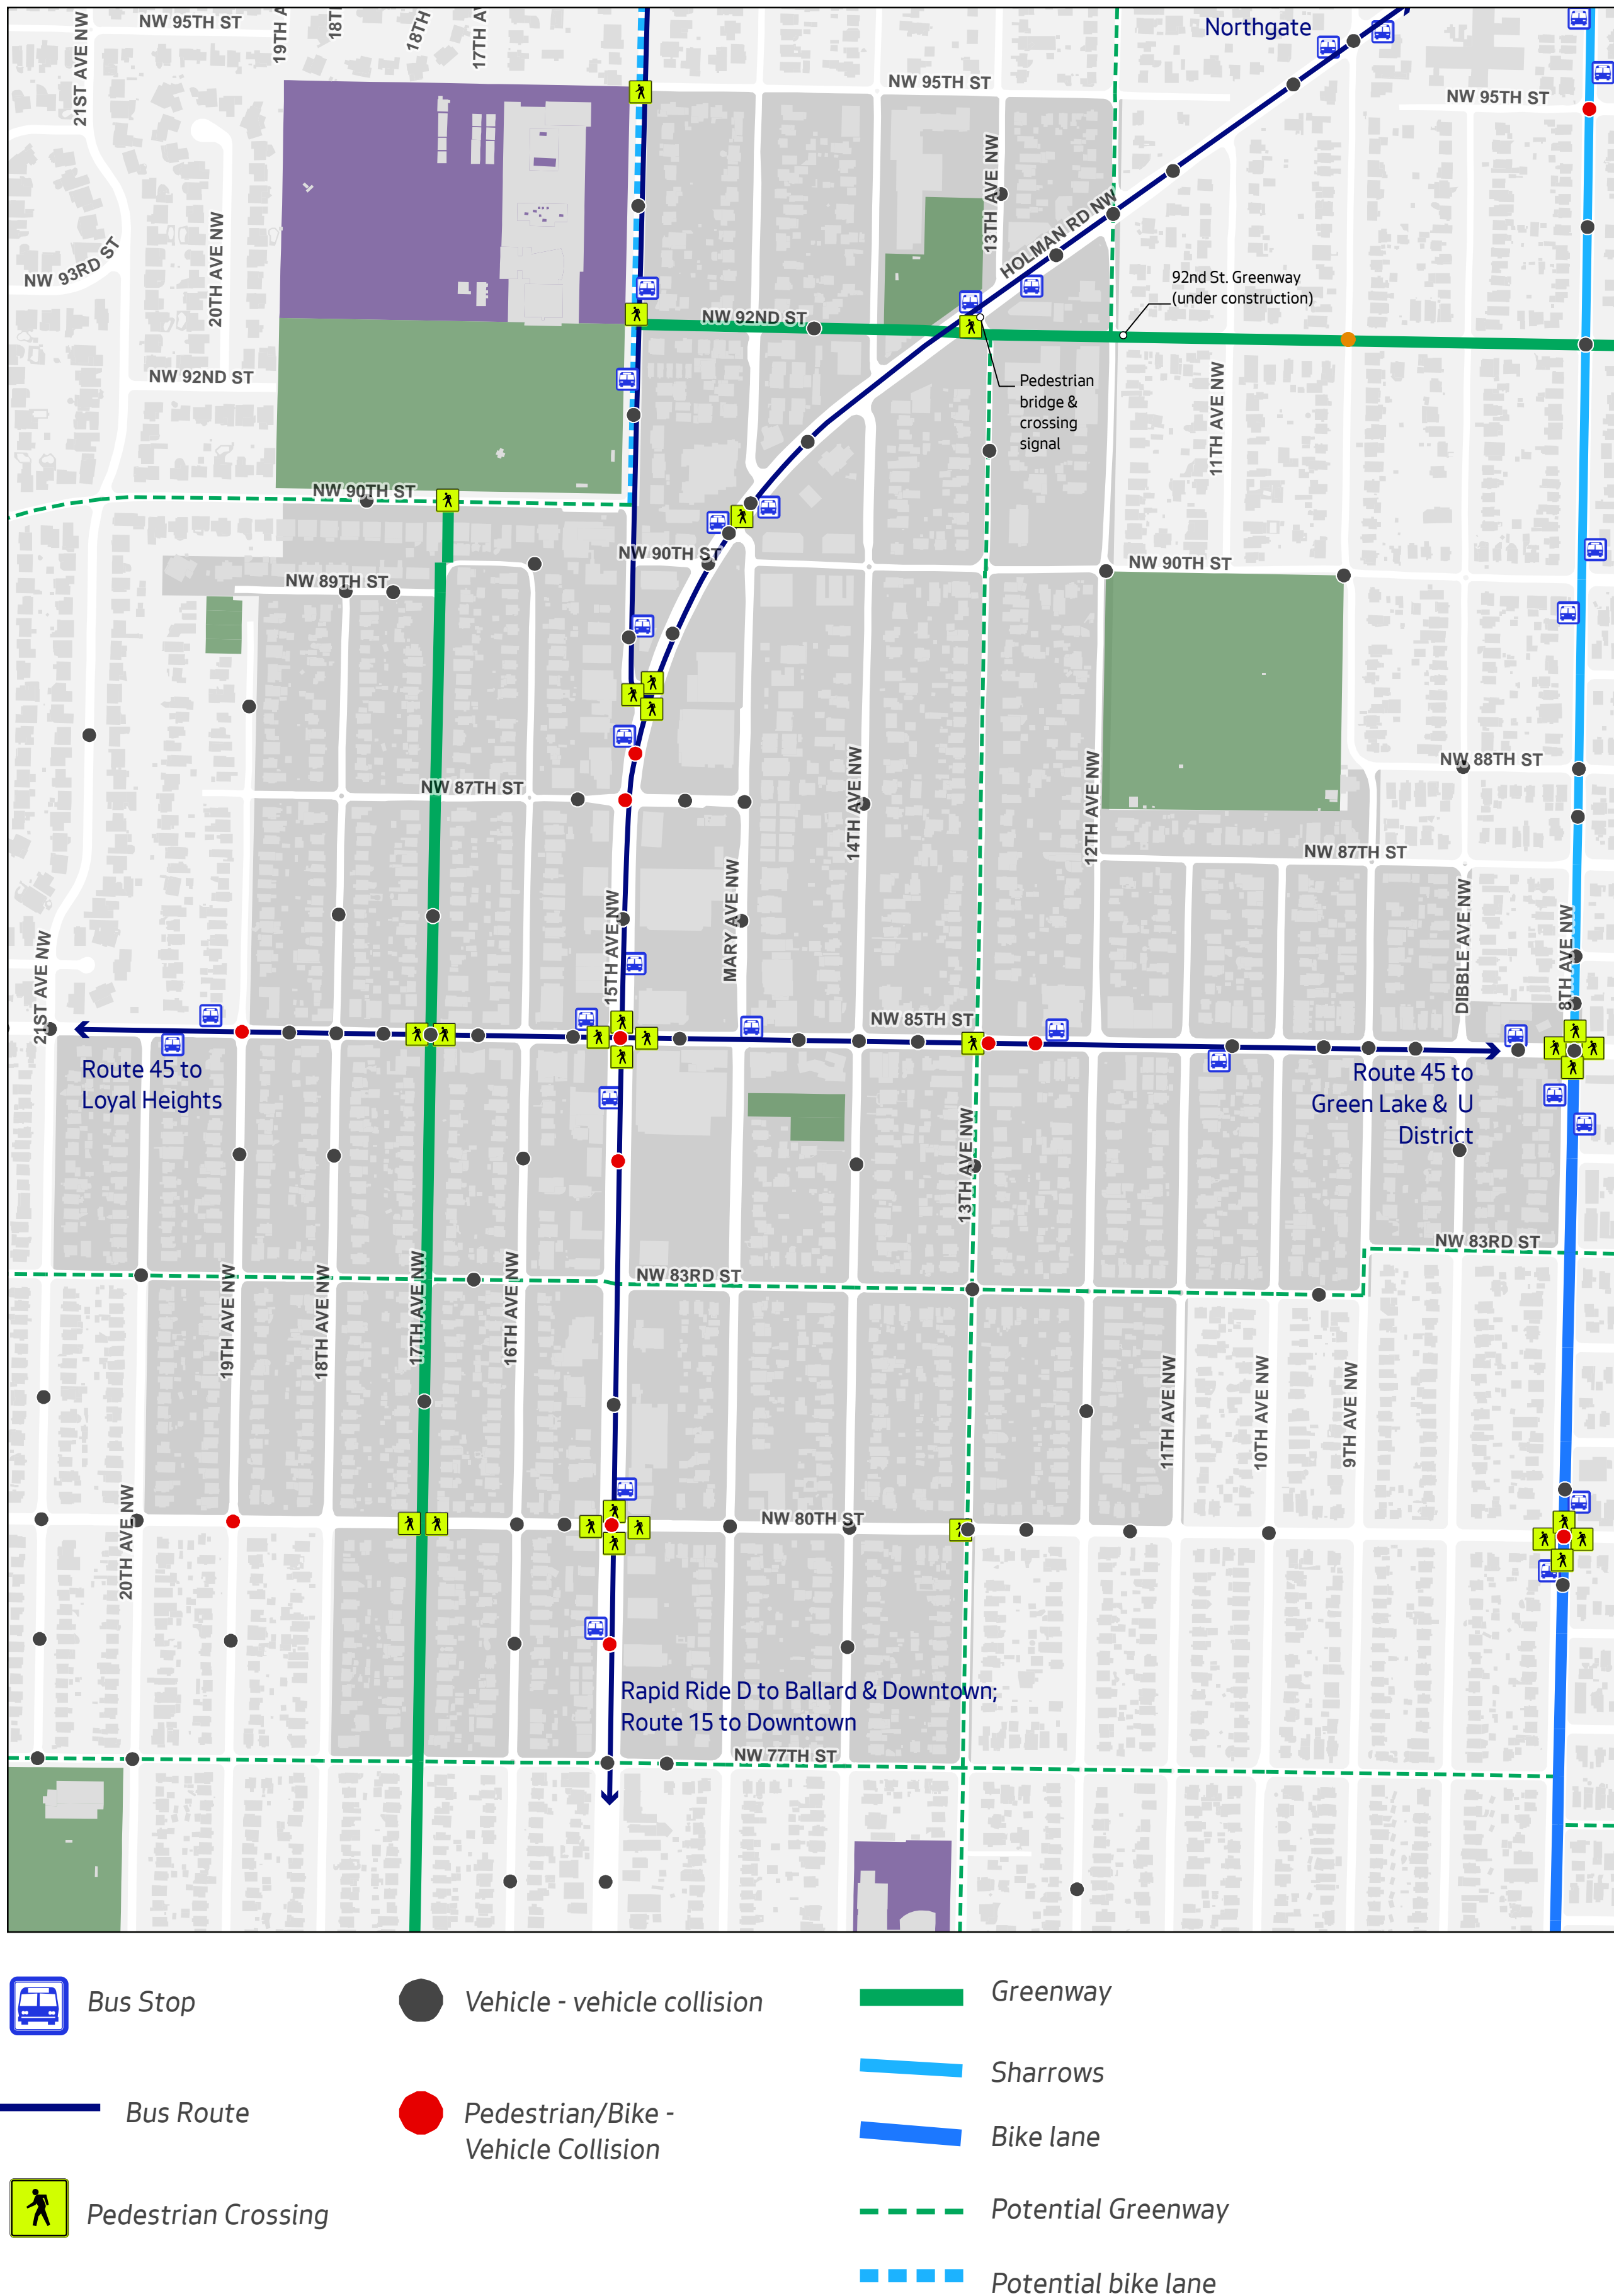 Northgate
NW 95TH ST
21ST AVE NW
19TH A
18TH
18TH
17TH AV
NW 95TH ST
NW 95TH ST
13TH AVE NW
HOLMAN RD NW
20TH AVE NW
NW 93RD ST
92nd St. Greenway
(under construction)
NW 92ND ST
NW 92ND ST
Pedestrian
bridge &
crossing
signal
11TH AVE NW
NW 90TH ST
NW 90TH ST
NW 90TH ST
NW 89TH ST
NW 88TH ST
NW 87TH ST
14TH AVE NW
12TH AVE NW
NW 87TH ST
15TH AVE NW
MARY AVE NW
DIBBLE AVE NW
8TH AVE NW
21ST AVE NW
NW 85TH ST
Route 45 to
Loyal Heights
Route 45 to
Green Lake & U
District
13TH AVE NW
NW 83RD ST
NW 83RD ST
19TH AVE NW
18TH AVE NW
17TH AVE NW
16TH AVE NW
11TH AVE NW
10TH AVE NW
9TH AVE NW
20TH AVE NW
NW 80TH ST
Rapid Ride D to Ballard & Downtown;
Route 15 to Downtown
NW 77TH ST
Bus Stop
Vehicle - vehicle collision
Greenway
Sharrows
Bus Route
Pedestrian/Bike -
Vehicle Collision
Bike lane
Pedestrian Crossing
Potential Greenway
Potential bike lane